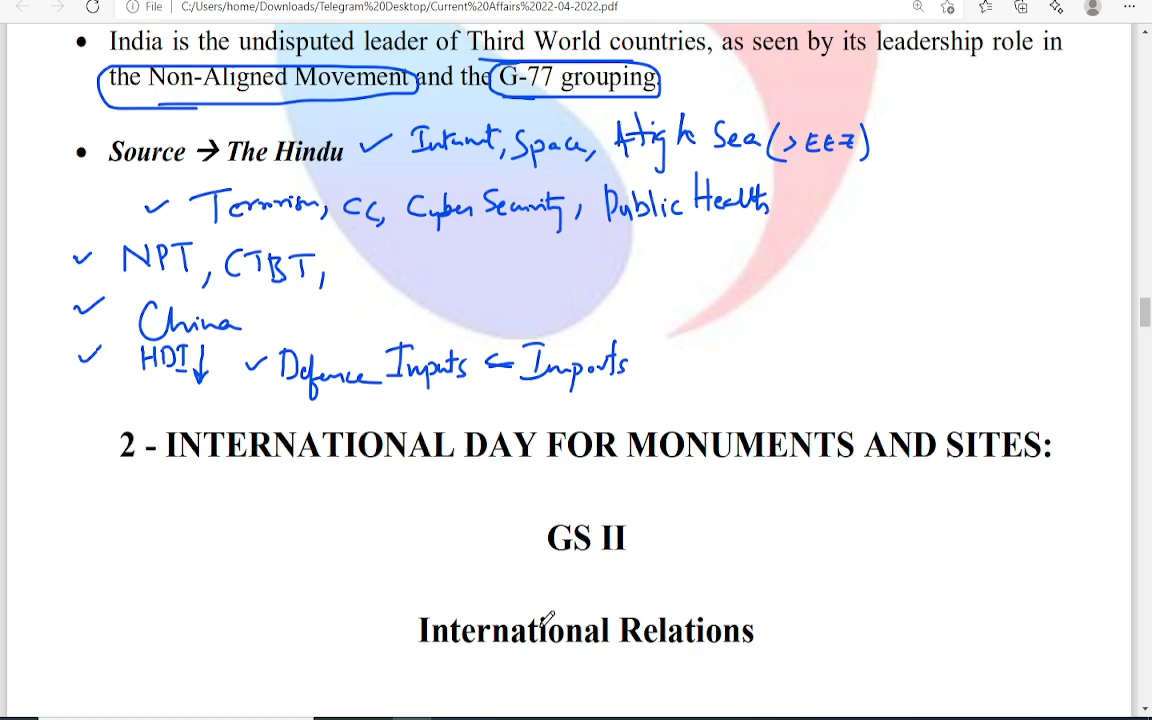 File | C:/Users/home/Downloads/Telegram%20Desktop/Current%20Affairs%2022-04-2022.pdf
• India is the undisputed leader of Third World countries, as seen by its leadership role in
the Non-Aligned Movement and the G-77 grouping
• Source → The Hindu ✓ Internet, Space, High Sea (>EEZ)
✓ Terrorism, CC, Cyber Security, Public Health
✓ NPT, CTBT,
✓ China
✓ HDI↓ ✓ Defence Inputs ← Imports
2 - INTERNATIONAL DAY FOR MONUMENTS AND SITES:
GS II
International Relations